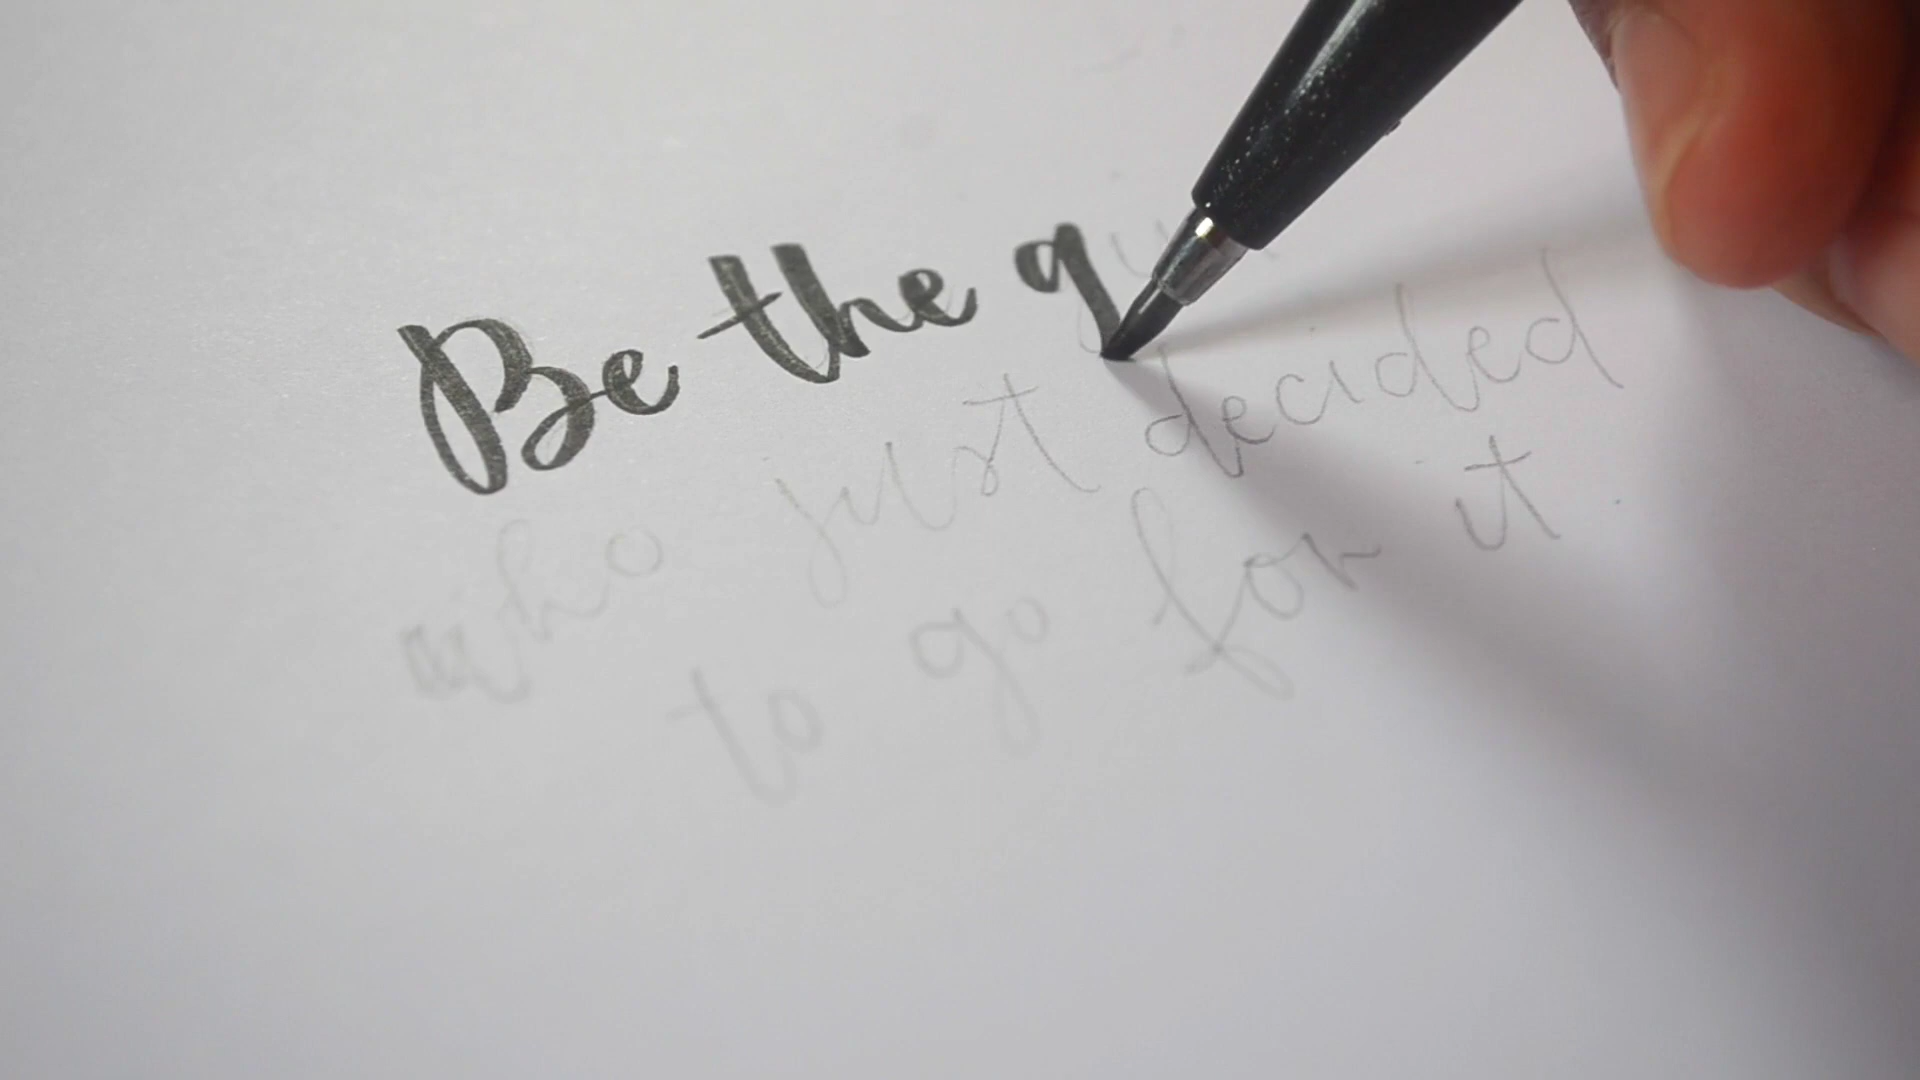 Be the
who just decided
to go for it